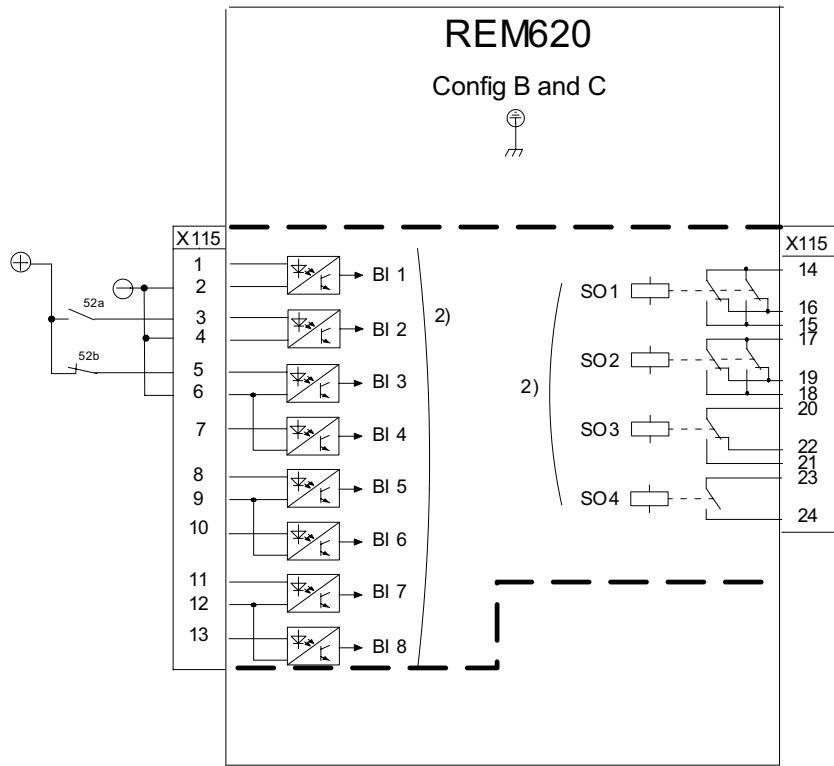 REM620
Config B and C
X115
1
2
3
4
5
6
7
8
9
10
11
12
13
52a
52b
BI 1
BI 2
BI 3
BI 4
BI 5
BI 6
BI 7
BI 8
2)
2)
SO1
SO2
SO3
SO4
X115
14
16
15
17
19
18
20
22
21
23
24